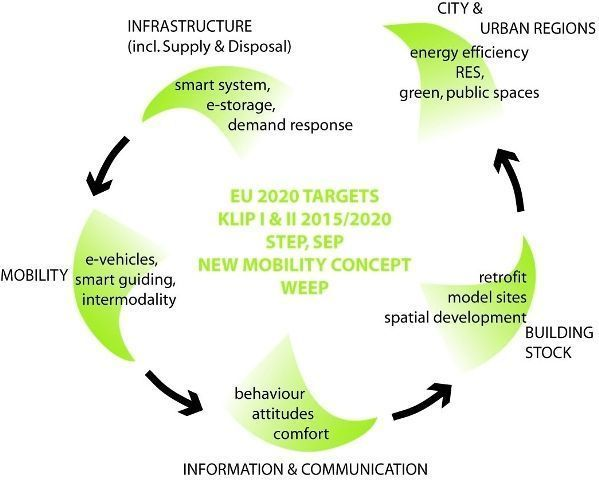 INFRASTRUCTURE
(incl. Supply & Disposal)
smart system,
e-storage,
demand response
CITY &
URBAN REGIONS
energy efficiency
RES,
green, public spaces
EU 2020 TARGETS
KLIP I & II 2015/2020
STEP, SEP
NEW MOBILITY CONCEPT
WEEP
MOBILITY
e-vehicles,
smart guiding,
intermodality
retrofit
model sites
spatial development
BUILDING
STOCK
behaviour
attitudes
comfort
INFORMATION & COMMUNICATION